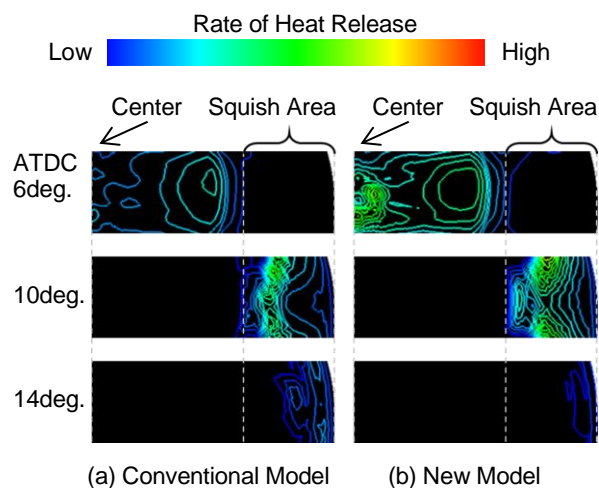 Rate of Heat Release
Low
High
Center
Squish Area
Center
Squish Area
ATDC
6deg.
10deg.
14deg.
(a) Conventional Model
(b) New Model